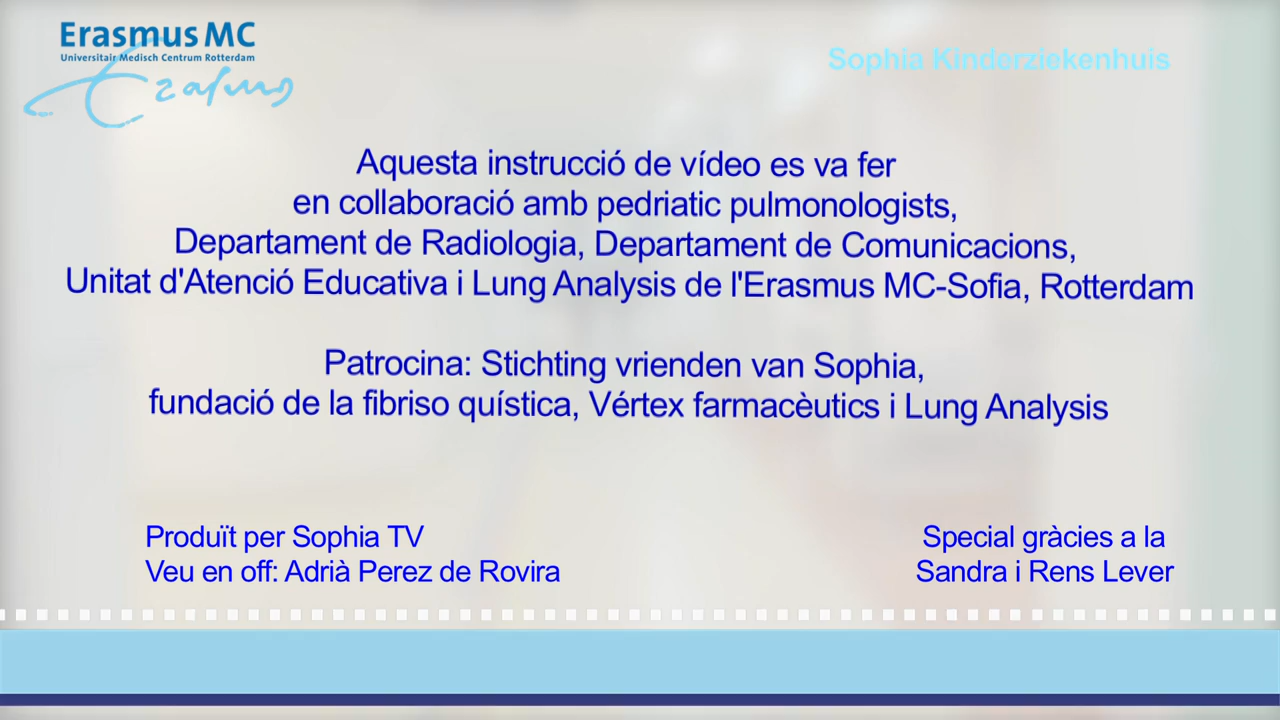 Erasmus MC
Universitair Medisch Centrum Rotterdam
Erasmus
Sophia Kinderziekenhuis
Aquesta instrucció de vídeo es va fer
en collaboració amb pedriatic pulmonologists,
Departament de Radiologia, Departament de Comunicacions,
Unitat d'Atenció Educativa i Lung Analysis de l'Erasmus MC-Sofia, Rotterdam
Patrocina: Stichting vrienden van Sophia,
fundació de la fibriso quística, Vértex farmacèutics i Lung Analysis
Produït per Sophia TV
Veu en off: Adrià Perez de Rovira
Special gràcies a la
Sandra i Rens Lever